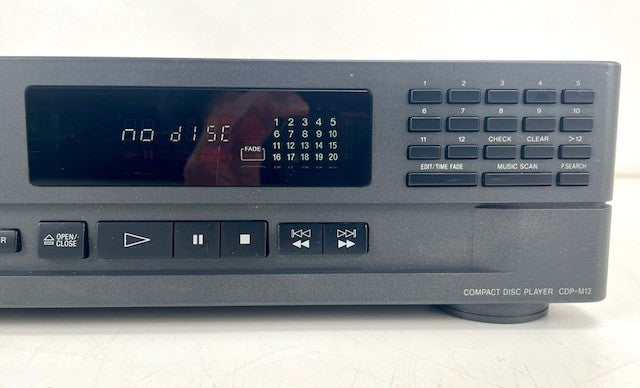 no dISC
FADE
1 2 3 4 5
6 7 8 9 10
11 12 13 14 15
16 17 18 19 20
1 2 3 4 5
6 7 8 9 10
11 12 CHECK CLEAR >12
EDIT/TIME FADE MUSIC SCAN P.SEARCH
R
OPEN/
CLOSE
COMPACT DISC PLAYER CDP-M12